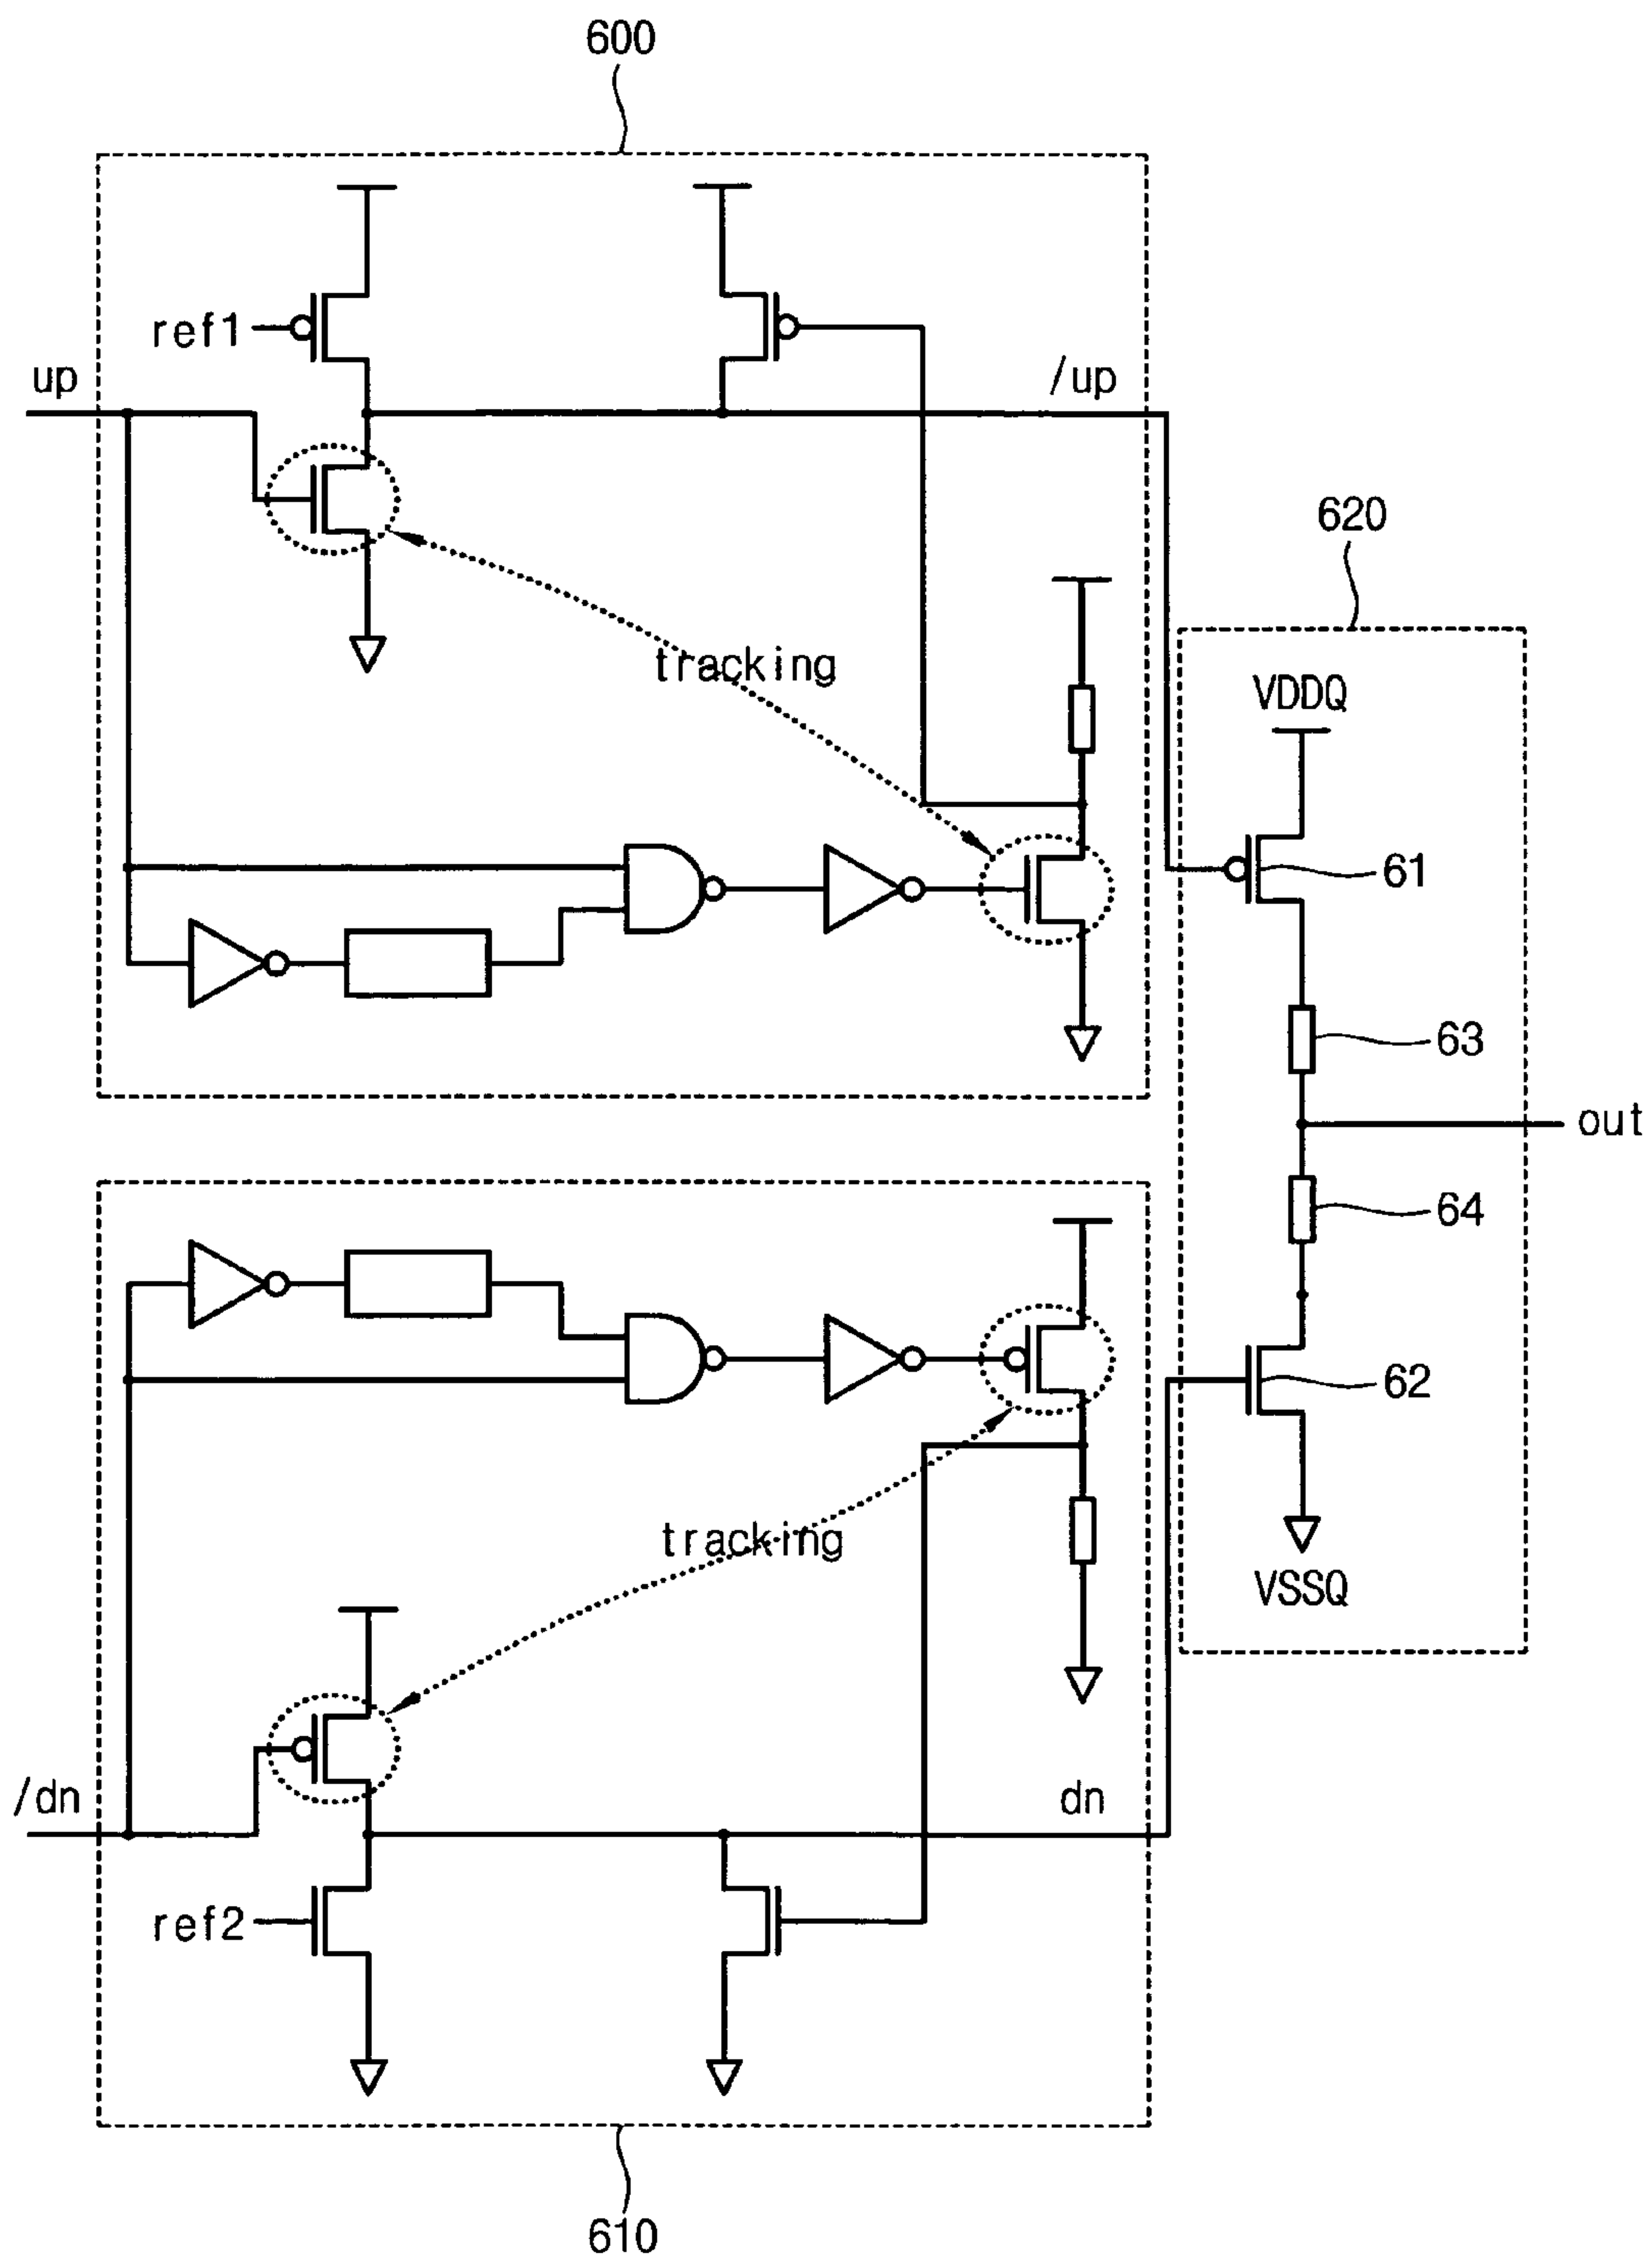 600
ref1
up
/up
tracking
620
VDDQ
61
63
out
64
62
tracking
VSSQ
/dn
dn
ref2
610